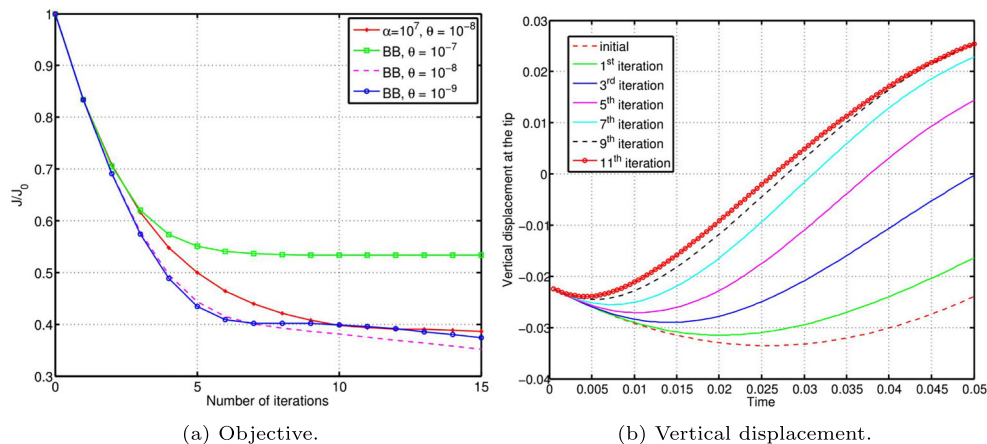 1
0.9
0.8
0.7
0.6
0.5
0.4
0.3
0
5
10
15
J/J₀
Number of iterations
α=10⁷, θ = 10⁻⁸
BB, θ = 10⁻⁷
BB, θ = 10⁻⁸
BB, θ = 10⁻⁹
(a) Objective.
0.03
0.02
0.01
0
−0.01
−0.02
−0.03
−0.04
0
0.005
0.01
0.015
0.02
0.025
0.03
0.035
0.04
0.045
0.05
Vertical displacement at the tip
Time
initial
1ˢᵗ iteration
3ʳᵈ iteration
5ᵗʰ iteration
7ᵗʰ iteration
9ᵗʰ iteration
11ᵗʰ iteration
(b) Vertical displacement.